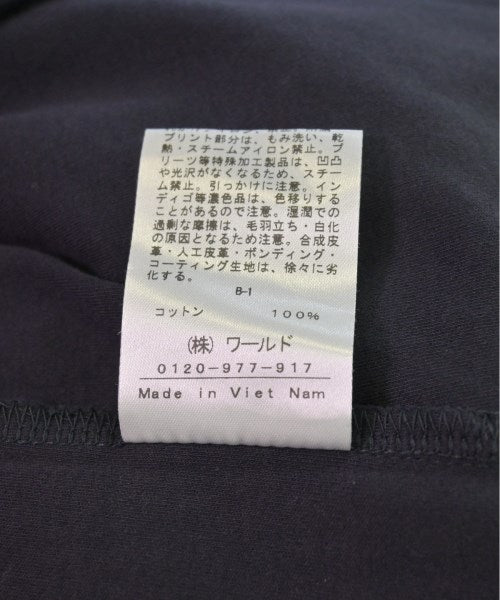 プリント部分は、もみ洗い、乾
熱・スチームアイロン禁止。プ
リーツ等特殊加工製品は、凹凸
や光沢がなくなるため、スチー
ム禁止。引っかけに注意。イン
ディゴ等濃色品は、色移りする
ことがあるので注意。湿潤での
過剰な摩擦は、毛羽立ち・白化
の原因となるため注意。合成皮
革・人工皮革・ボンディング・
コーティング生地は、徐々に劣
化する。
B-1
コットン 100%
(株) ワールド
0120-977-917
Made in Viet Nam